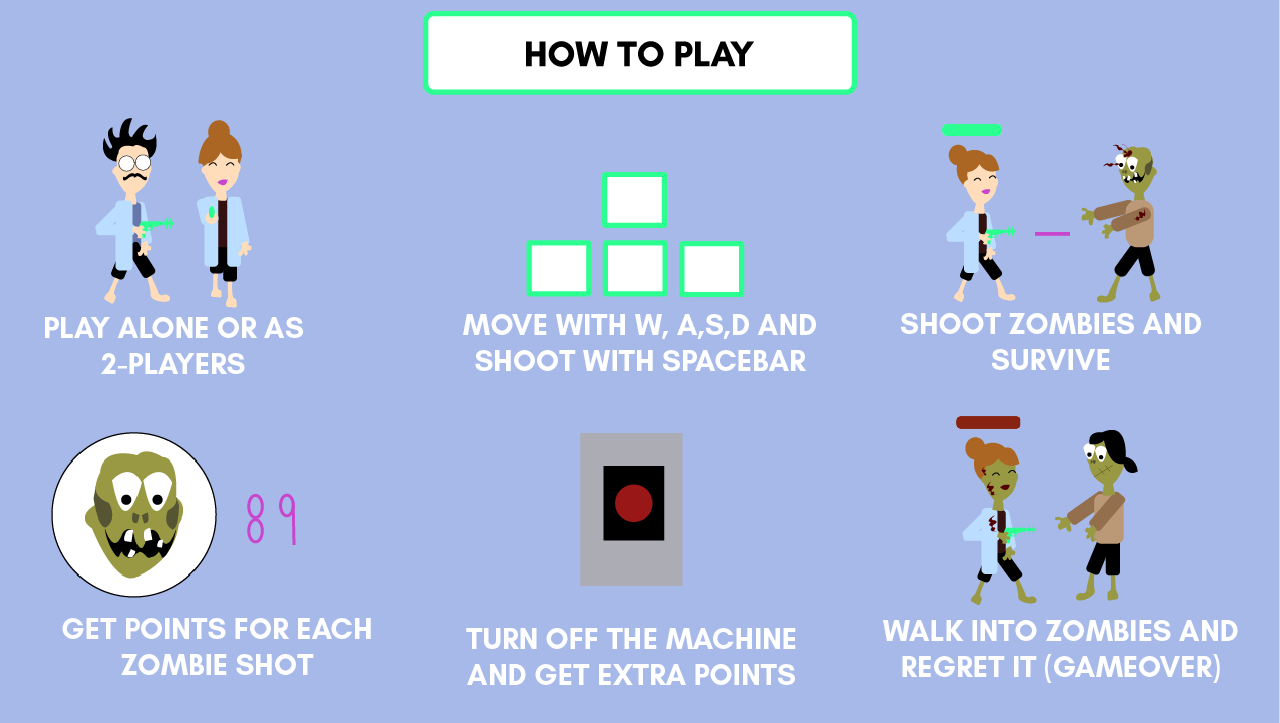 HOW TO PLAY
PLAY ALONE OR AS
2-PLAYERS
MOVE WITH W, A,S,D AND
SHOOT WITH SPACEBAR
SHOOT ZOMBIES AND
SURVIVE
89
GET POINTS FOR EACH
ZOMBIE SHOT
TURN OFF THE MACHINE
AND GET EXTRA POINTS
WALK INTO ZOMBIES AND
REGRET IT (GAMEOVER)